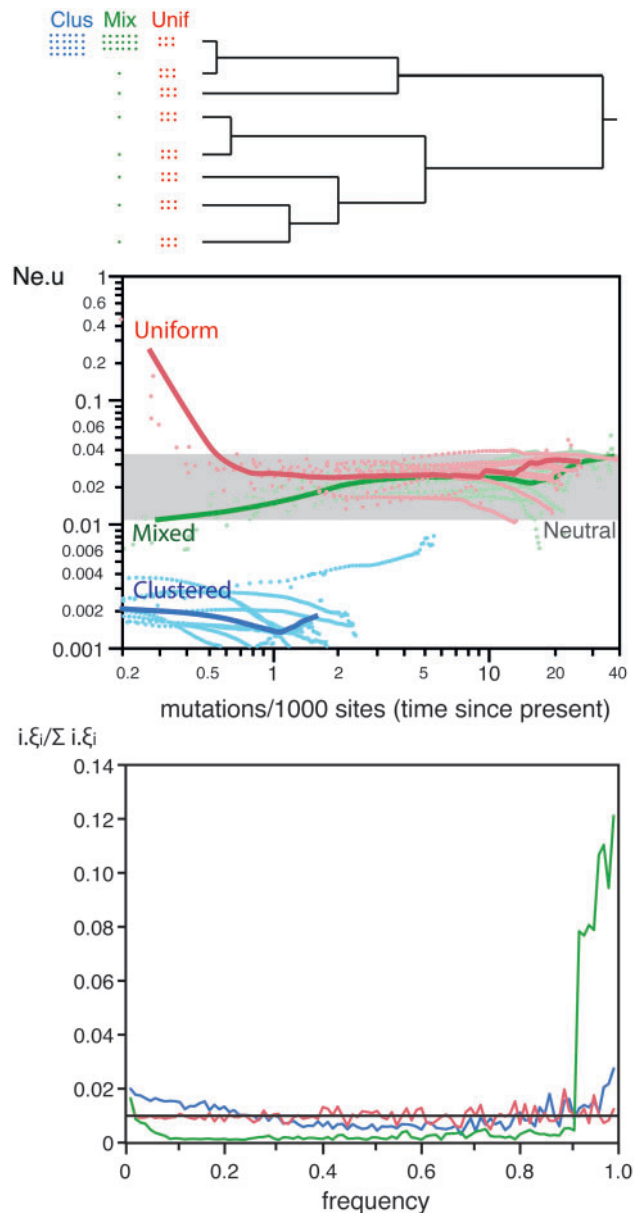 Clus Mix Unif
Ne.u
1
0.6
0.4
Uniform
0.2
0.1
0.06
0.04
0.02
0.01
Mixed
Neutral
0.006
0.004
Clustered
0.002
0.001
0.2 0.5 1 2 5 10 20 40
mutations/1000 sites (time since present)
i.ξi/Σ i.ξi
0.14
0.12
0.10
0.08
0.06
0.04
0.02
0
0 0.2 0.4 0.6 0.8 1.0
frequency